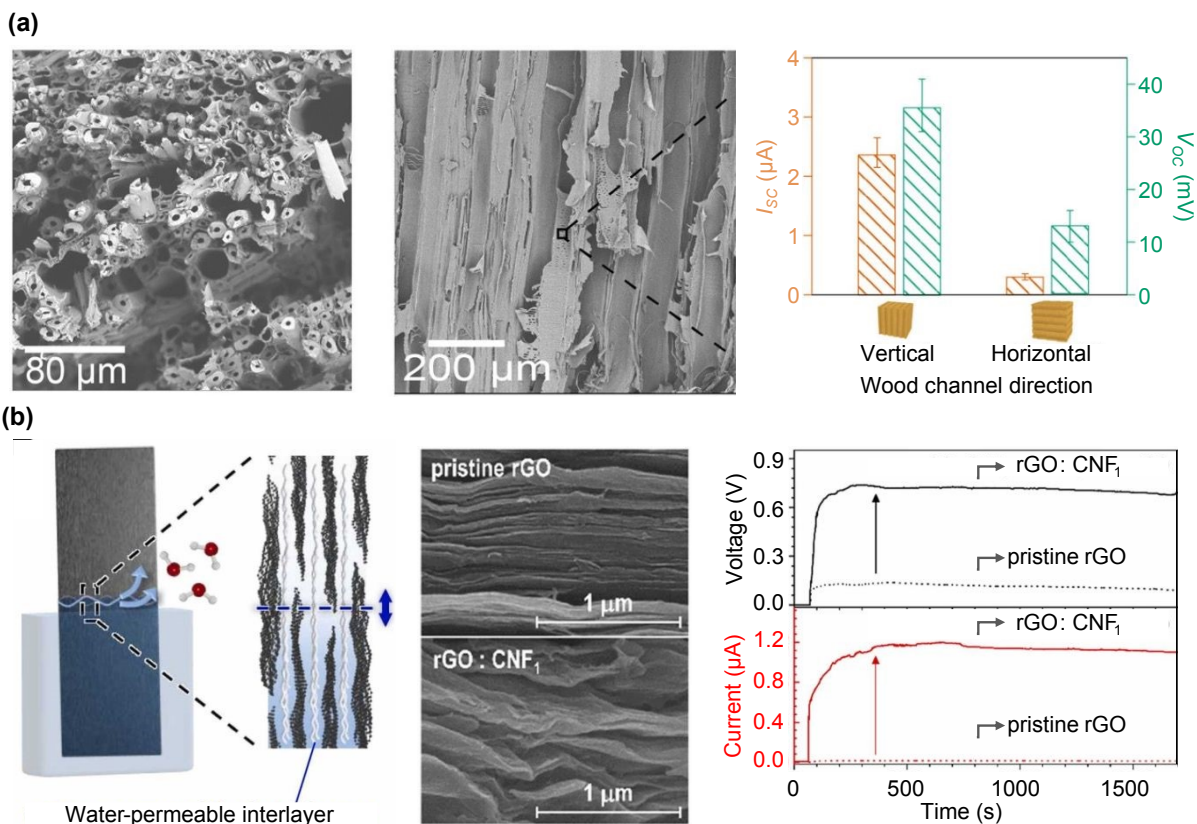 (a)
80 µm
200 µm
4
3
2
1
0
I_SC (µA)
40
30
20
10
0
V_OC (mV)
Vertical
Horizontal
Wood channel direction
(b)
Water-permeable interlayer
pristine rGO
1 µm
rGO : CNF₁
1 µm
0.9
0.6
0.3
0.0
Voltage (V)
rGO: CNF₁
pristine rGO
1.2
0.8
0.4
0.0
Current (µA)
rGO: CNF₁
pristine rGO
0
500
1000
1500
Time (s)